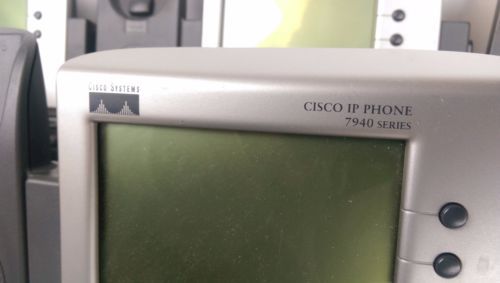 CISCO SYSTEMS
CISCO IP PHONE
7940 SERIES